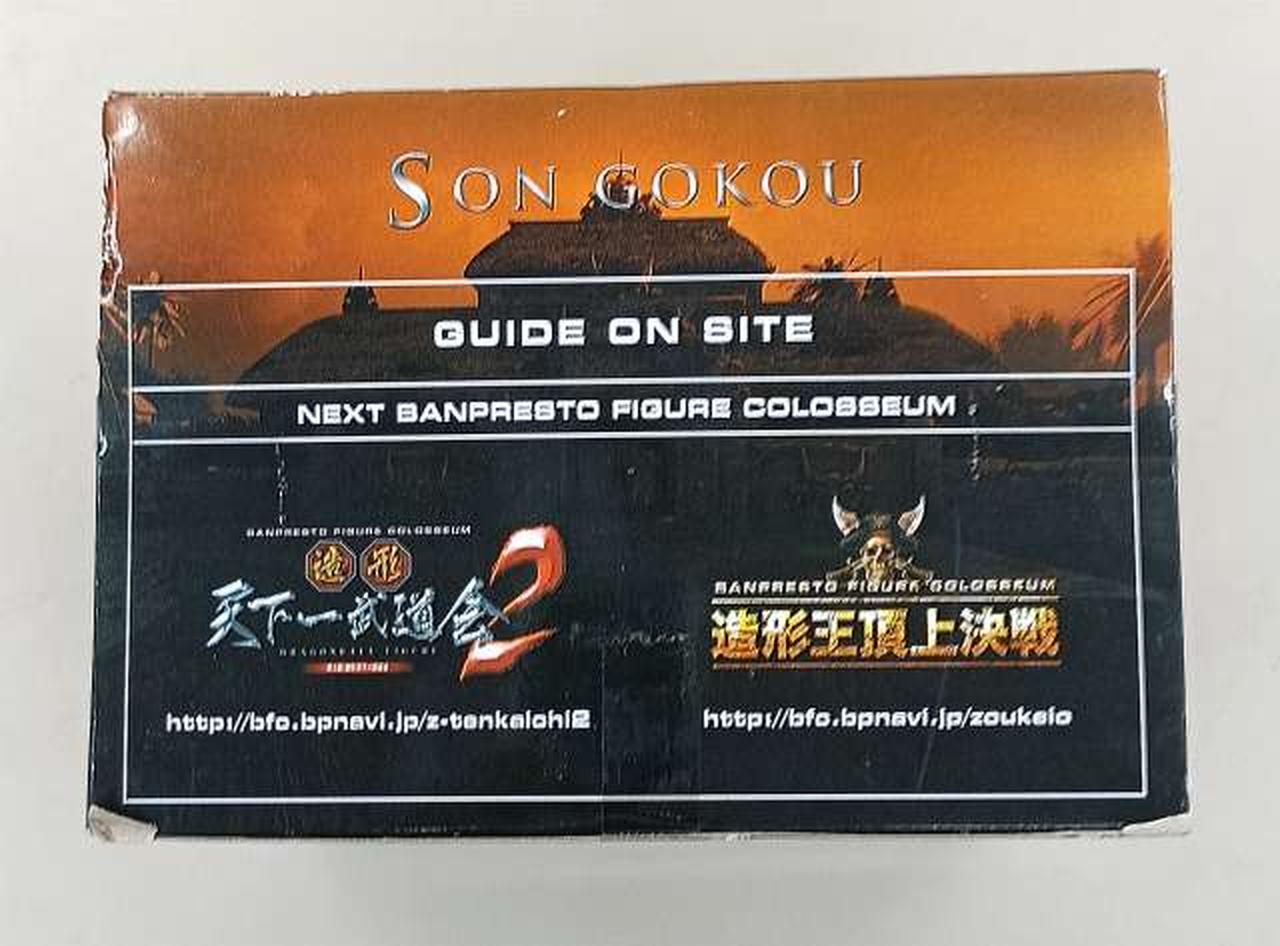 SON GOKOU
GUIDE ON SITE
NEXT BANPRESTO FIGURE COLOSSEUM
BANPRESTO FIGURE COLOSSEUM
造形
天下一武道会2
DRAGONBALL FIGURE
http://bfc.bpnavi.jp/z-tenkaichi2
BANPRESTO FIGURE COLOSSEUM
造形王頂上決戦
http://bfc.bpnavi.jp/zoukeio